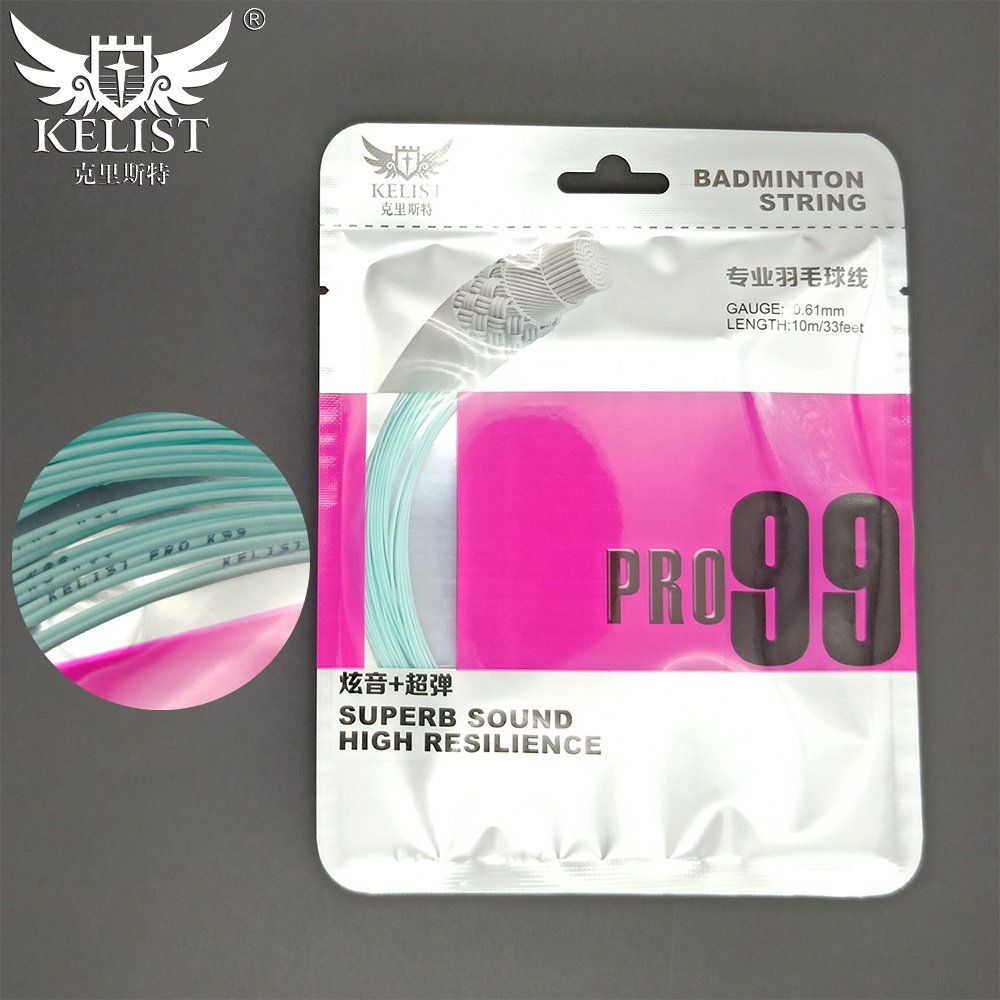 ®
KELIST
克里斯特
KELIST
克里斯特
BADMINTON
STRING
专业羽毛球线
GAUGE: 0.61mm
LENGTH:10m/33feet
PRO99
KELIST PRO K99
KELIST
炫音+超弹
SUPERB SOUND
HIGH RESILIENCE